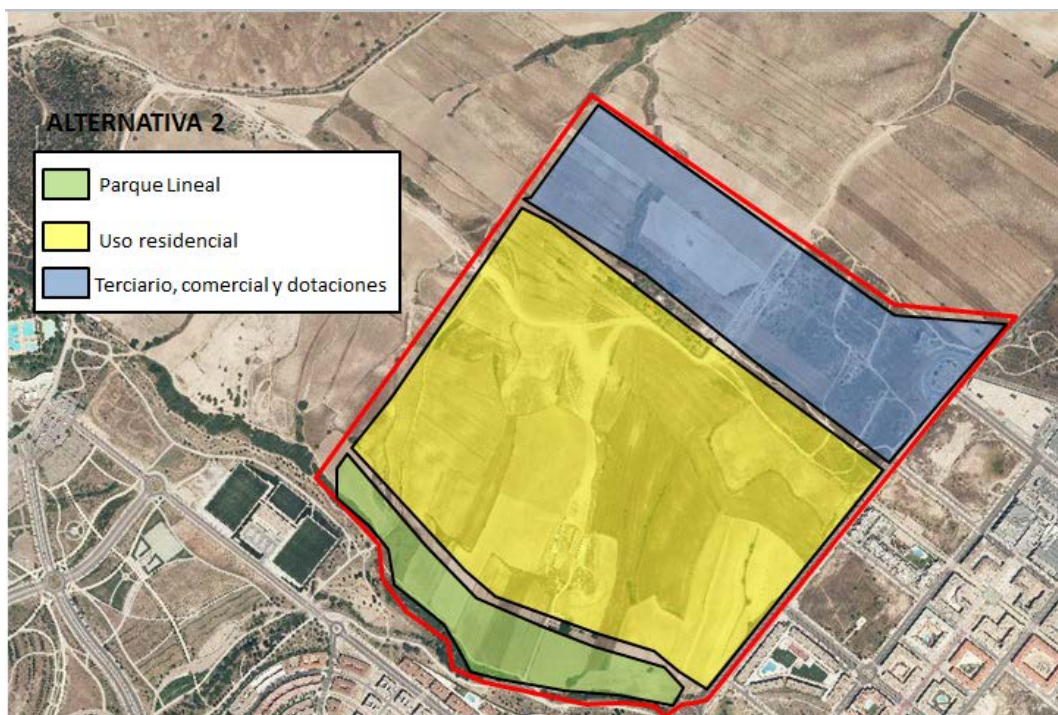 ALTERNATIVA 2
Parque Lineal
Uso residencial
Terciario, comercial y dotaciones